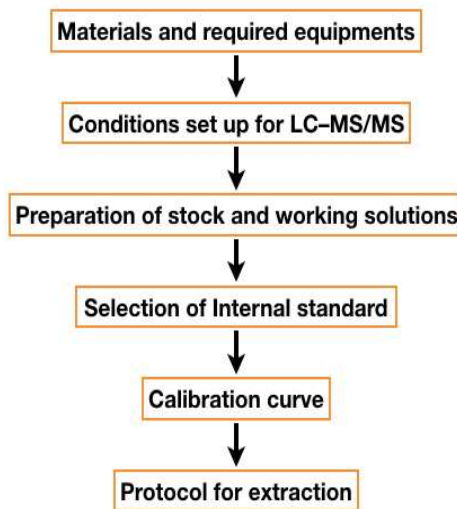 Materials and required equipments
Conditions set up for LC–MS/MS
Preparation of stock and working solutions
Selection of Internal standard
Calibration curve
Protocol for extraction